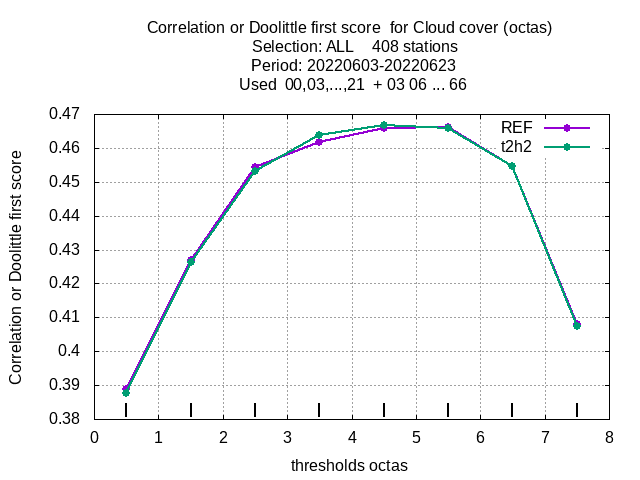 Correlation or Doolittle first score  for Cloud cover (octas)
Selection: ALL    408 stations
Period: 20220603-20220623
Used  00,03,...,21  + 03 06 ... 66
REF
t2h2
Correlation or Doolittle first score
0.47
0.46
0.45
0.44
0.43
0.42
0.41
0.4
0.39
0.38
0 1 2 3 4 5 6 7 8
thresholds octas